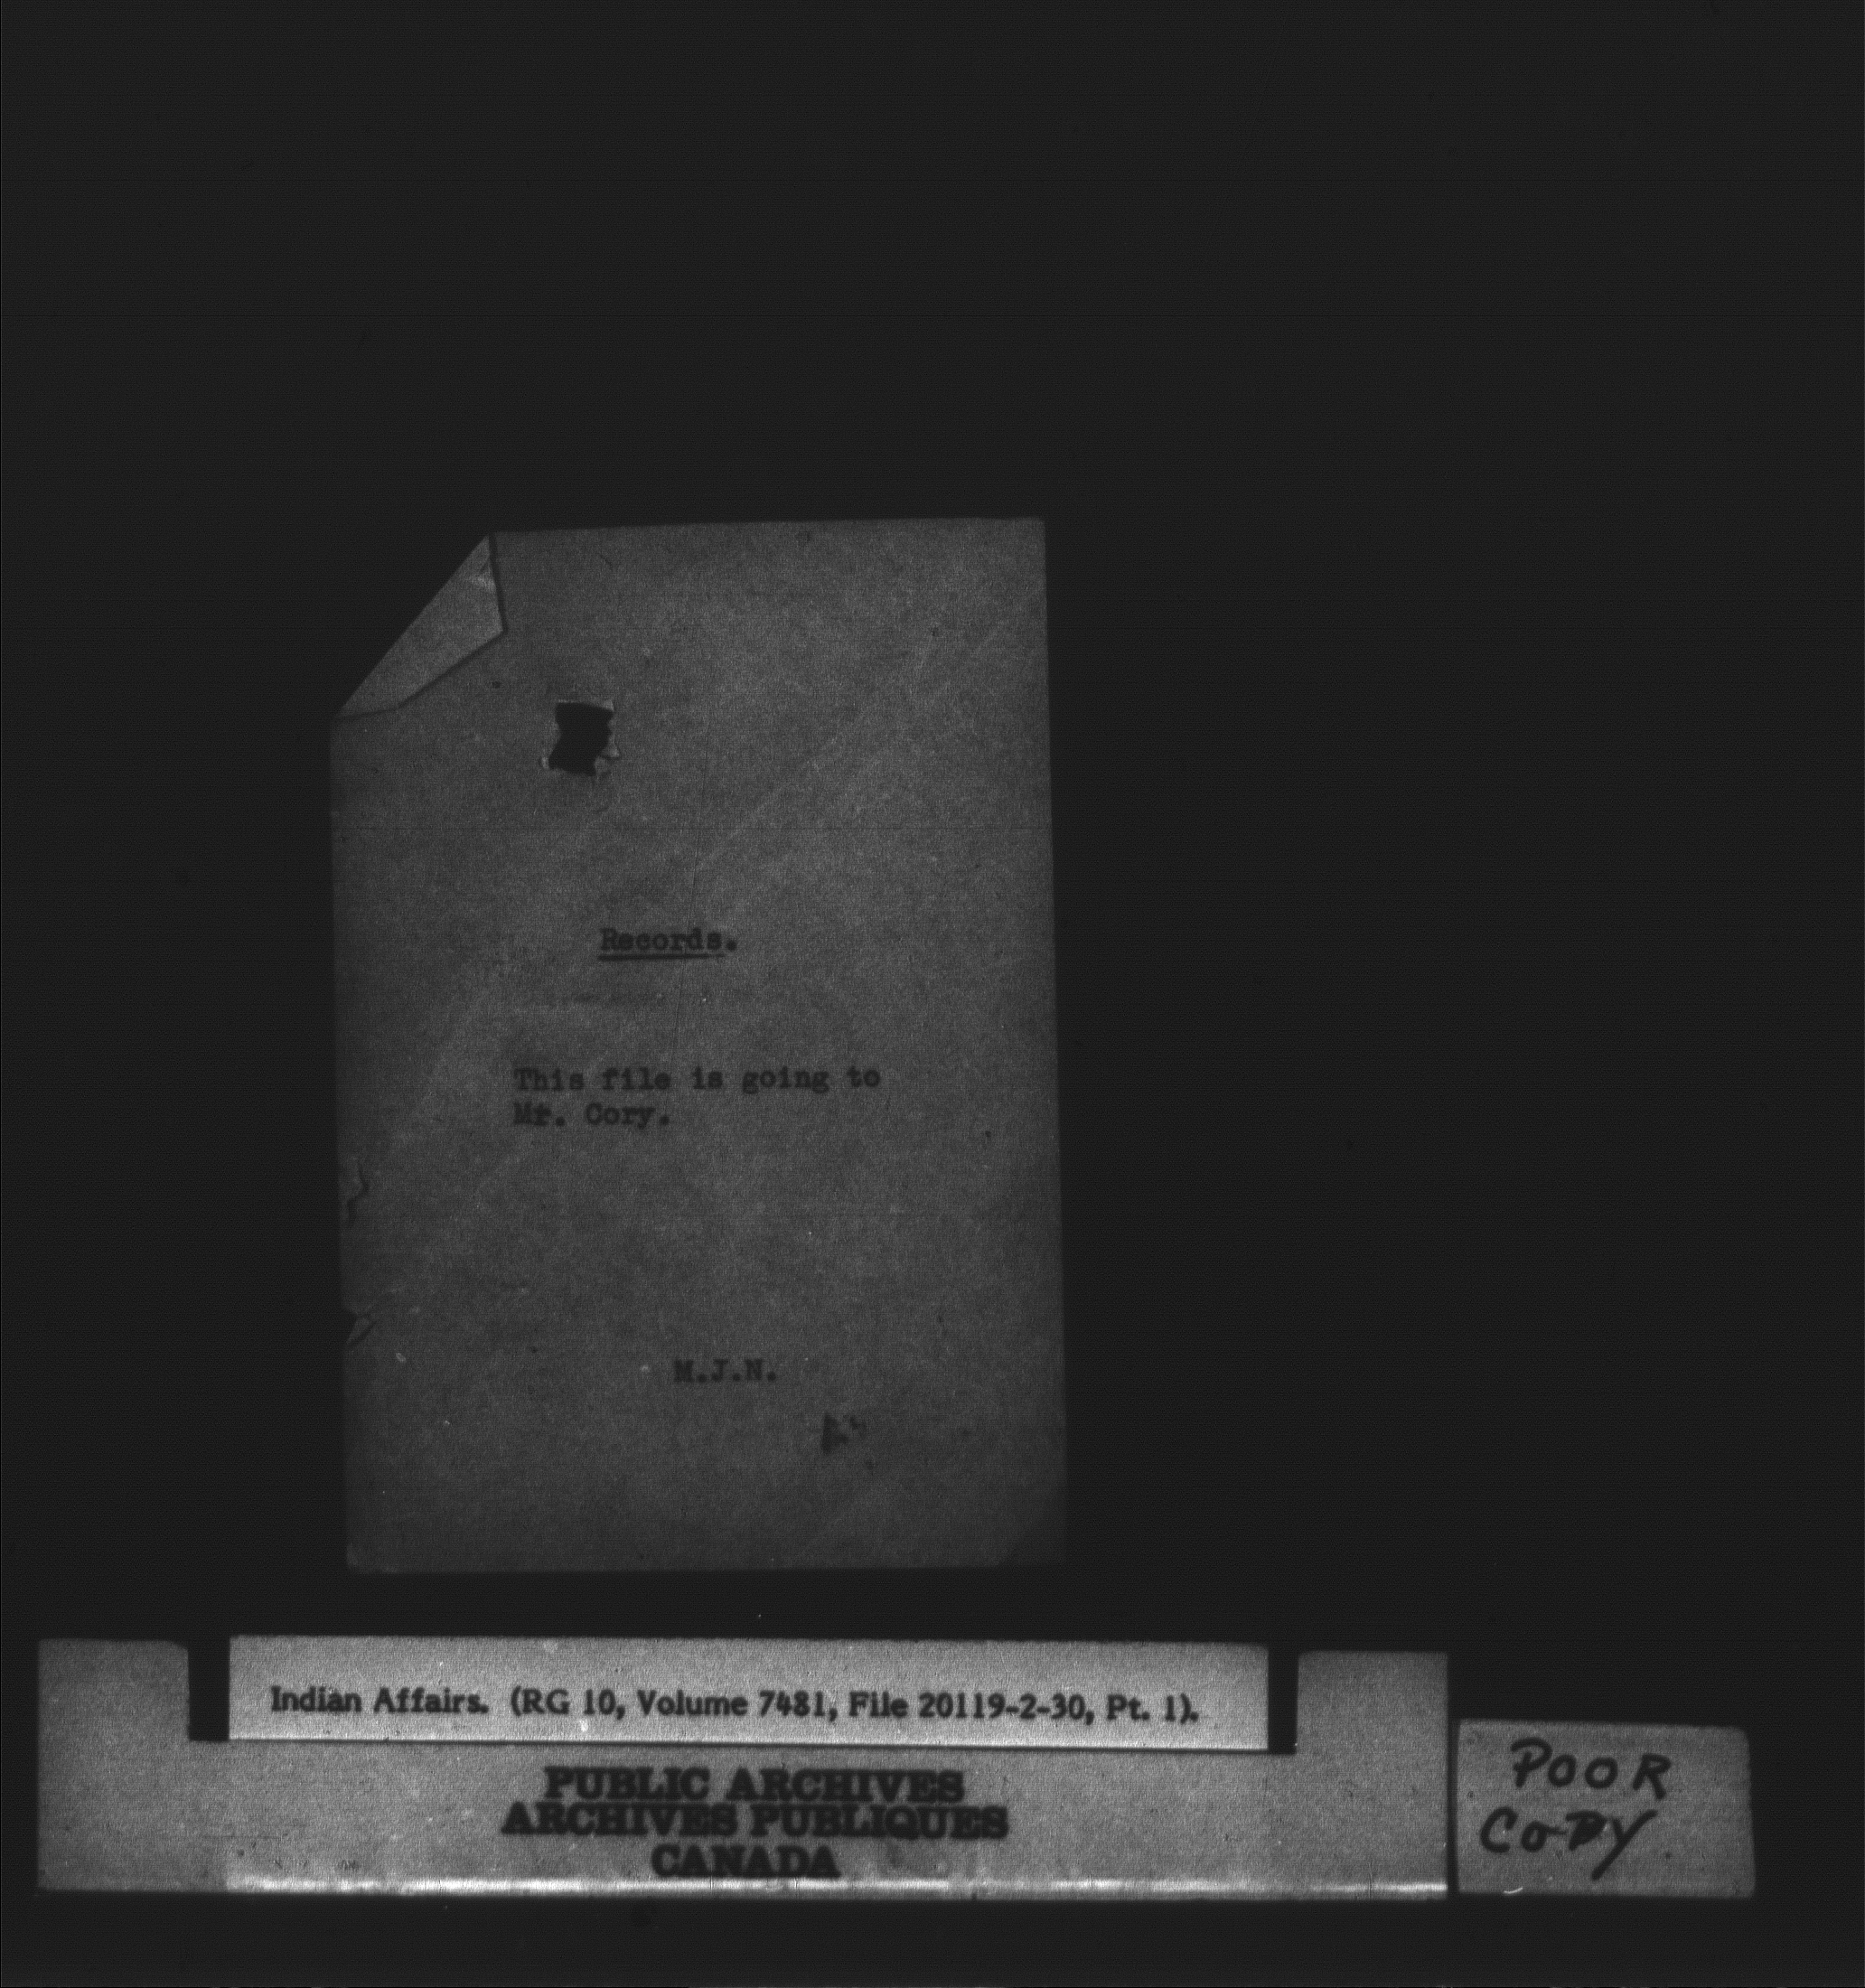 Records.
This file is going to
Mr. Cory.
M.J.N.
Indian Affairs. (RG 10, Volume 7481, File 20119-2-30, Pt. 1).
PUBLIC ARCHIVES
ARCHIVES PUBLIQUES
CANADA
POOR
COPY